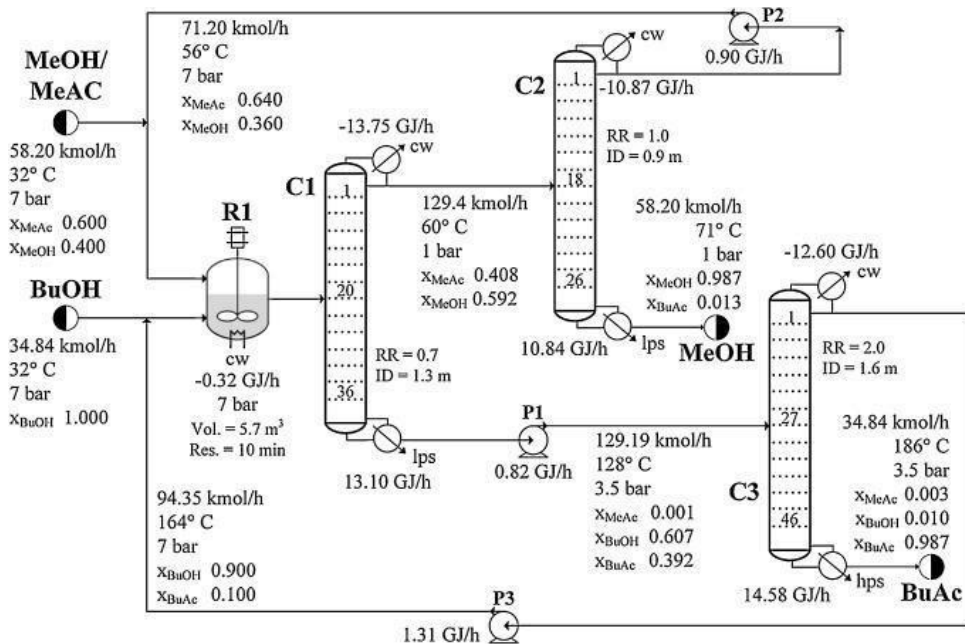 71.20 kmol/h
56° C
7 bar
xMeAc 0.640
xMeOH 0.360
P2
0.90 GJ/h
MeOH/
MeAC
58.20 kmol/h
32° C
7 bar
xMeAc 0.600
xMeOH 0.400
BuOH
34.84 kmol/h
32° C
7 bar
xBuOH 1.000
R1
cw
-0.32 GJ/h
7 bar
Vol. = 5.7 m³
Res. = 10 min
94.35 kmol/h
164° C
7 bar
xBuOH 0.900
xBuAc 0.100
-13.75 GJ/h
cw
C1
1
20
36
RR = 0.7
ID = 1.3 m
lps
13.10 GJ/h
129.4 kmol/h
60° C
1 bar
xMeAc 0.408
xMeOH 0.592
C2
cw
-10.87 GJ/h
1
18
26
RR = 1.0
ID = 0.9 m
58.20 kmol/h
71° C
1 bar
xMeOH 0.987
xBuAc 0.013
10.84 GJ/h
lps
MeOH
P1
0.82 GJ/h
129.19 kmol/h
128° C
3.5 bar
xMeAc 0.001
xBuOH 0.607
xBuAc 0.392
-12.60 GJ/h
cw
1
27
46
C3
RR = 2.0
ID = 1.6 m
34.84 kmol/h
186° C
3.5 bar
xMeAc 0.003
xBuOH 0.010
xBuAc 0.987
hps
14.58 GJ/h
BuAc
P3
1.31 GJ/h